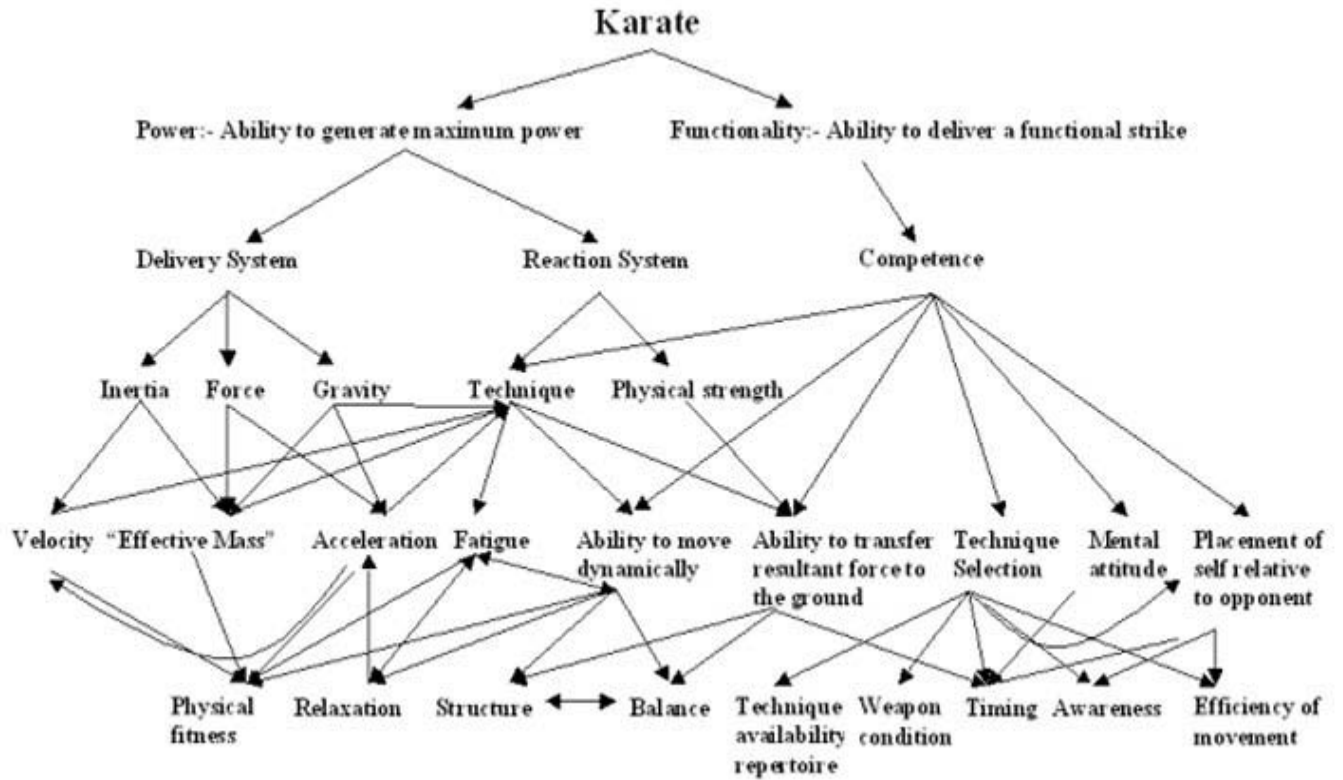 Karate
Power:- Ability to generate maximum power
Functionality:- Ability to deliver a functional strike
Delivery System
Reaction System
Competence
Inertia
Force
Gravity
Technique
Physical strength
Velocity
“Effective Mass”
Acceleration
Fatigue
Ability to move
dynamically
Ability to transfer
resultant force to
the ground
Technique
Selection
Mental
attitude
Placement of
self relative
to opponent
Physical
fitness
Relaxation
Structure
Balance
Technique
availability
repertoire
Weapon
condition
Timing
Awareness
Efficiency of
movement